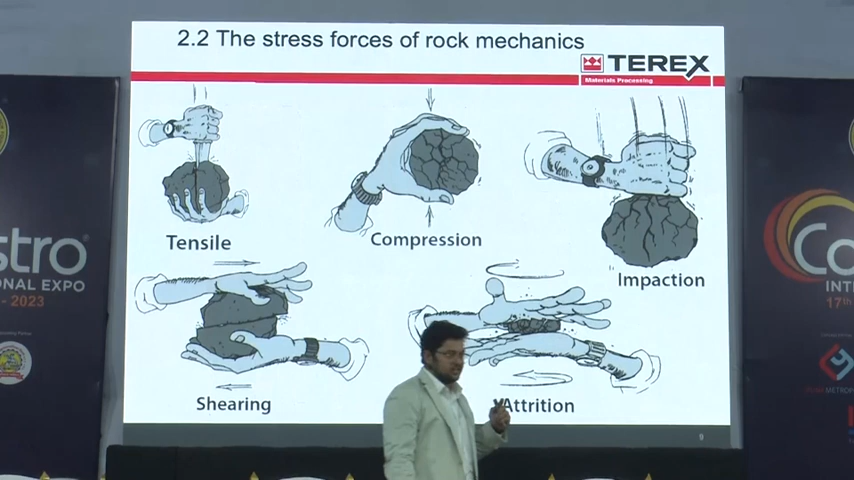 2.2 The stress forces of rock mechanics
TEREX
Materials Processing
Tensile
Compression
Impaction
Shearing
Attrition
9
stro
ONAL EXPO
- 2023
Co
INTE
17th